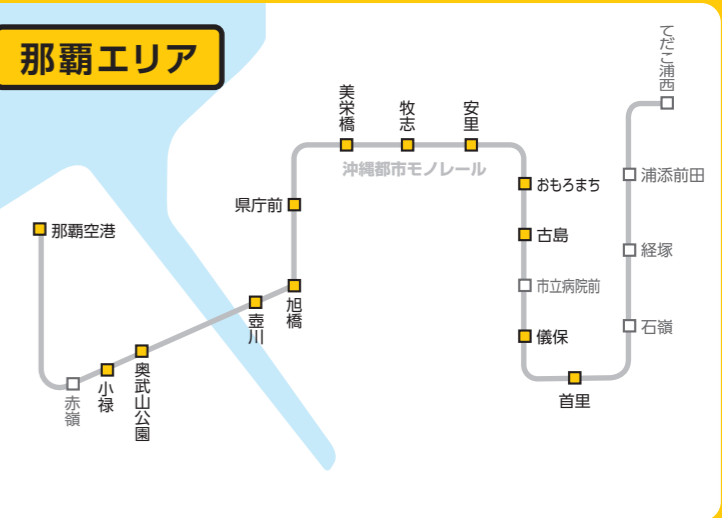 那覇エリア
那覇空港
赤嶺
小禄
奥武山公園
壺川
旭橋
県庁前
美栄橋
牧志
安里
沖縄都市モノレール
おもろまち
古島
市立病院前
儀保
首里
石嶺
経塚
浦添前田
てだこ浦西